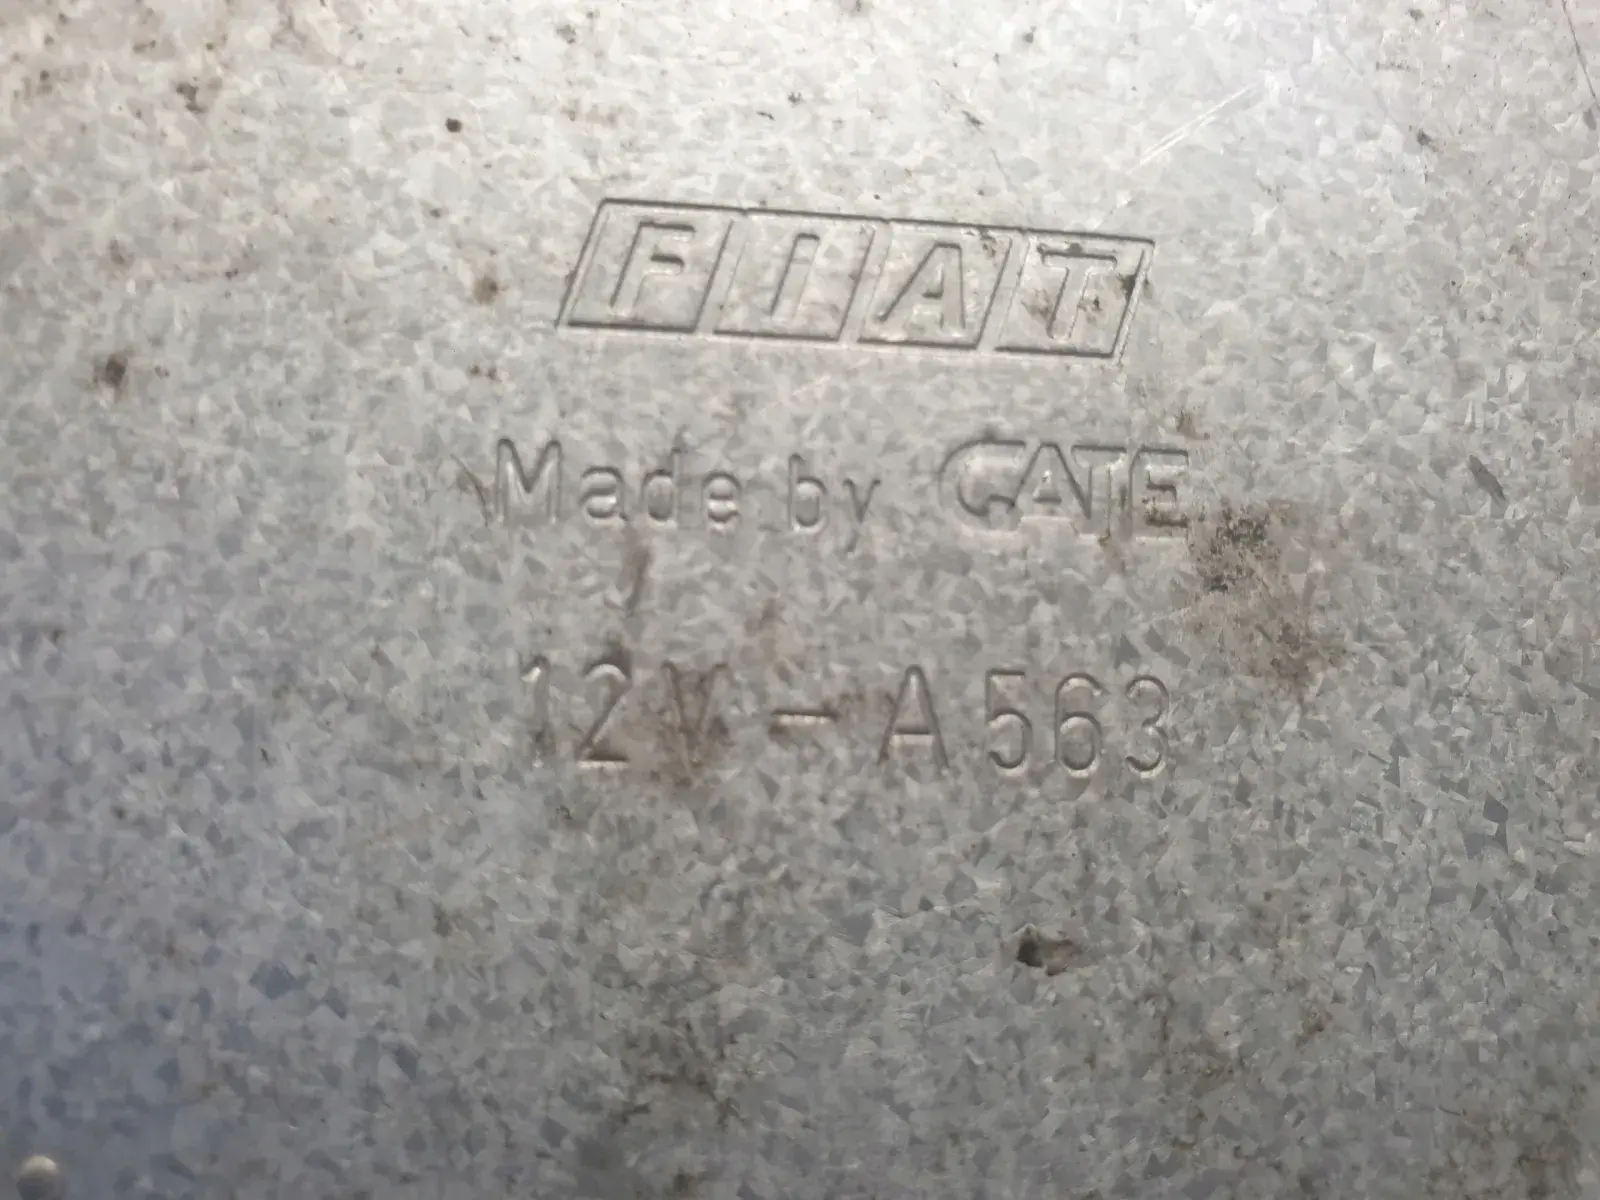 FIAT
Made by GATE
12V - A563